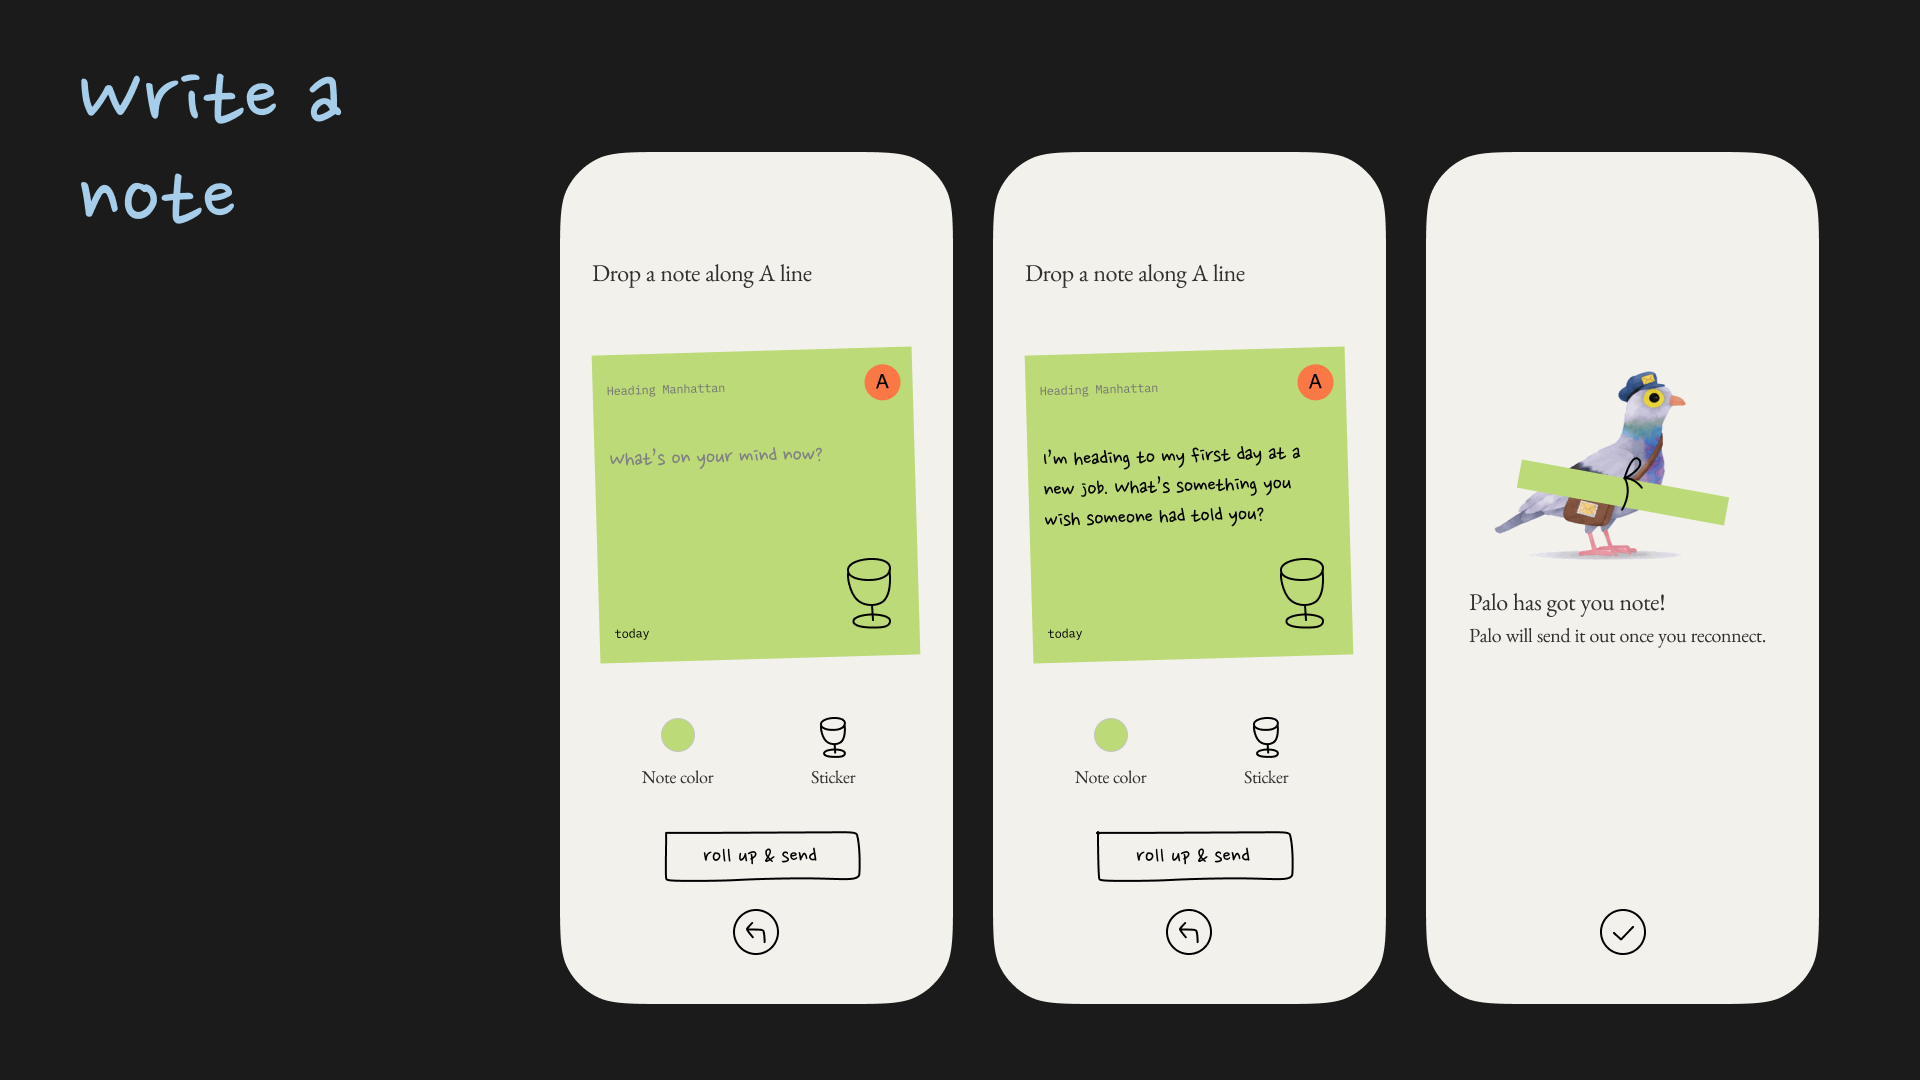 Write a
note
Drop a note along A line
Heading Manhattan
A
What's on your mind now?
today
Note color
Sticker
roll up & send
Drop a note along A line
Heading Manhattan
A
I'm heading to my first day at a
new job. What's something you
wish someone had told you?
today
Note color
Sticker
roll up & send
Palo has got you note!
Palo will send it out once you reconnect.